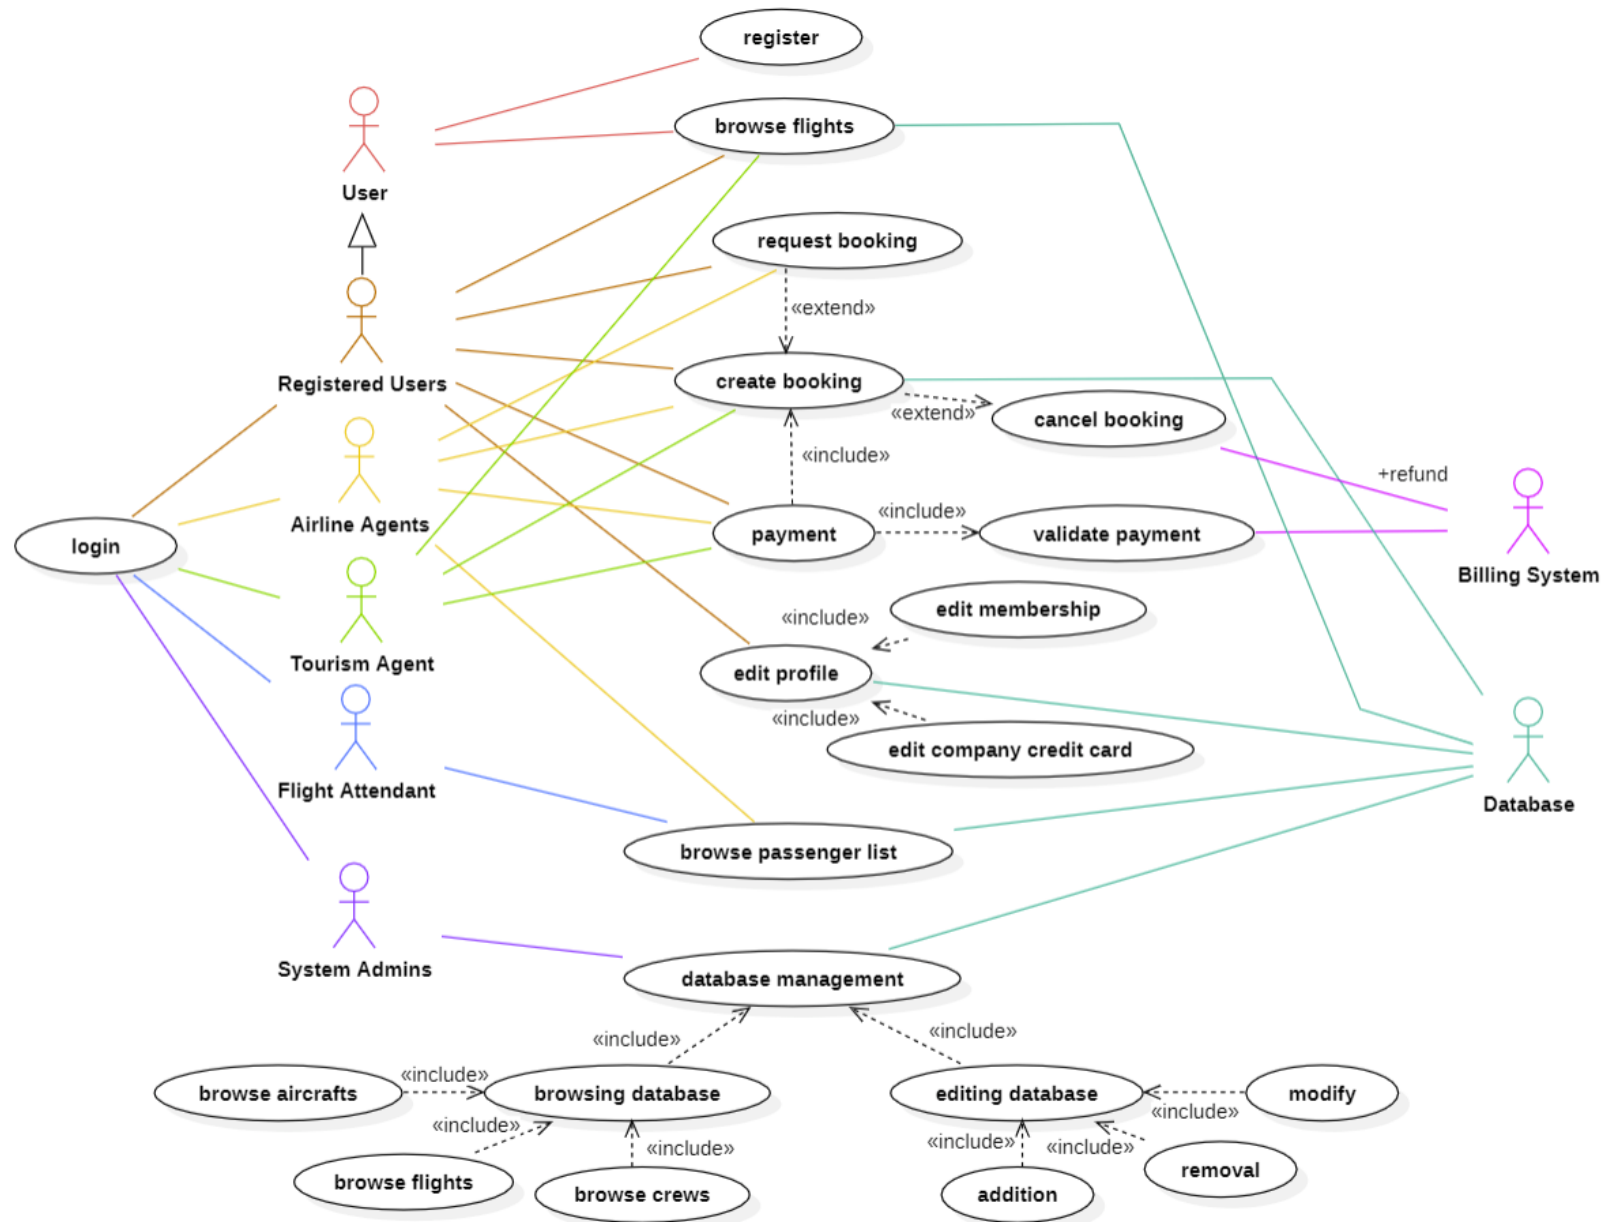 register
browse flights
User
request booking
«extend»
Registered Users
create booking
«extend»
cancel booking
«include»
+refund
Airline Agents
login
payment
«include»
validate payment
Billing System
edit membership
«include»
Tourism Agent
edit profile
«include»
edit company credit card
Flight Attendant
Database
browse passenger list
System Admins
database management
«include»
«include»
browse aircrafts
«include»
browsing database
editing database
«include»
modify
«include»
«include»
«include»
«include»
browse flights
browse crews
addition
removal